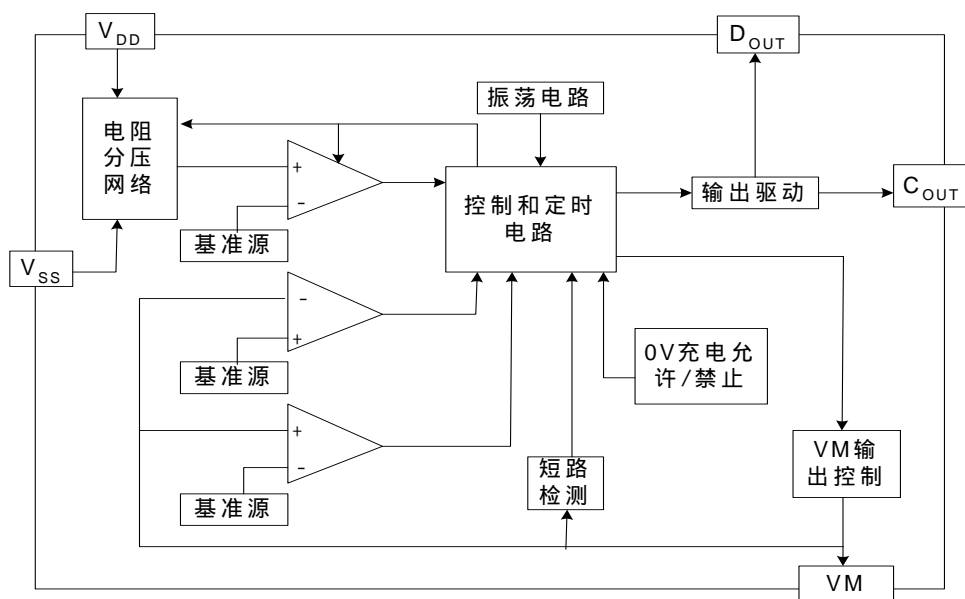 VDD
DOUT
振荡电路
电阻
分压
网络
+
-
基准源
控制和定时
电路
输出驱动
COUT
VSS
-
+
基准源
0V充电允
许/禁止
+
-
基准源
短路
检测
VM输
出控制
VM